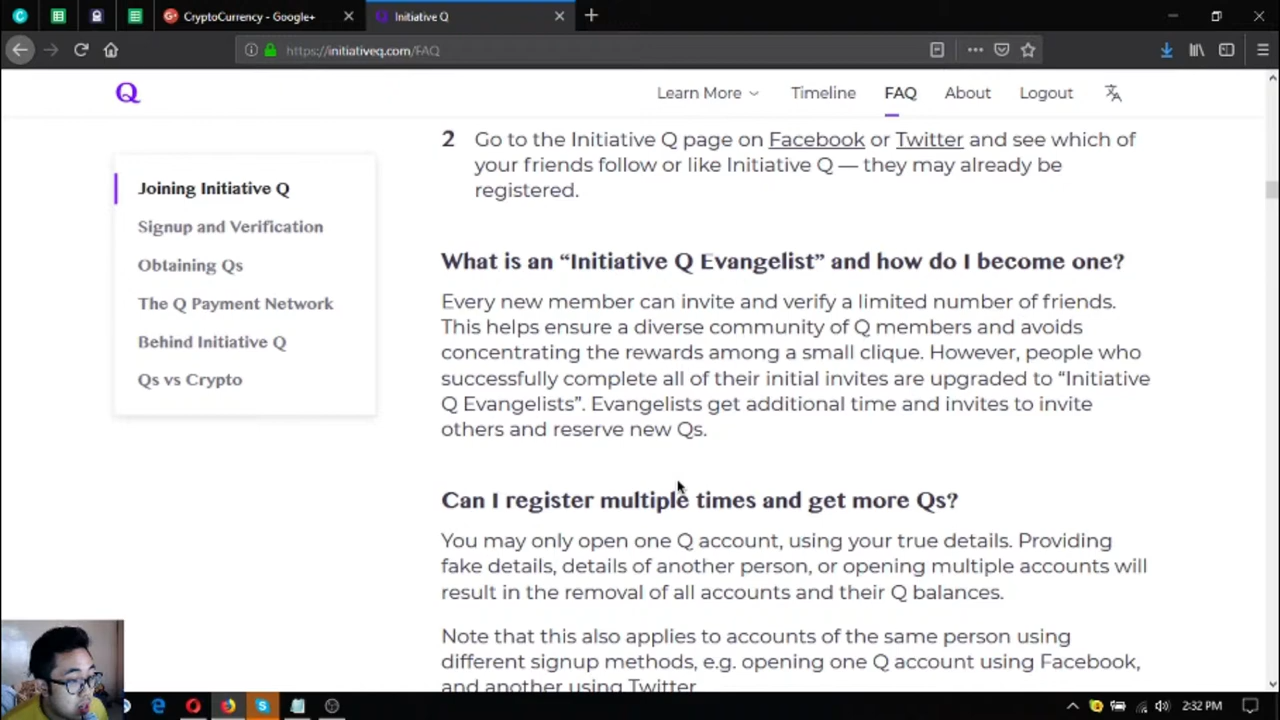 CryptoCurrency - Google+
Initiative Q
https://initiativeq.com/FAQ
Q
Learn More
Timeline
FAQ
About
Logout
Joining Initiative Q
Signup and Verification
Obtaining Qs
The Q Payment Network
Behind Initiative Q
Qs vs Crypto
2 Go to the Initiative Q page on Facebook or Twitter and see which of
your friends follow or like Initiative Q — they may already be
registered.
What is an “Initiative Q Evangelist” and how do I become one?
Every new member can invite and verify a limited number of friends.
This helps ensure a diverse community of Q members and avoids
concentrating the rewards among a small clique. However, people who
successfully complete all of their initial invites are upgraded to “Initiative
Q Evangelists”. Evangelists get additional time and invites to invite
others and reserve new Qs.
Can I register multiple times and get more Qs?
You may only open one Q account, using your true details. Providing
fake details, details of another person, or opening multiple accounts will
result in the removal of all accounts and their Q balances.
Note that this also applies to accounts of the same person using
different signup methods, e.g. opening one Q account using Facebook,
and another using Twitter
2:32 PM